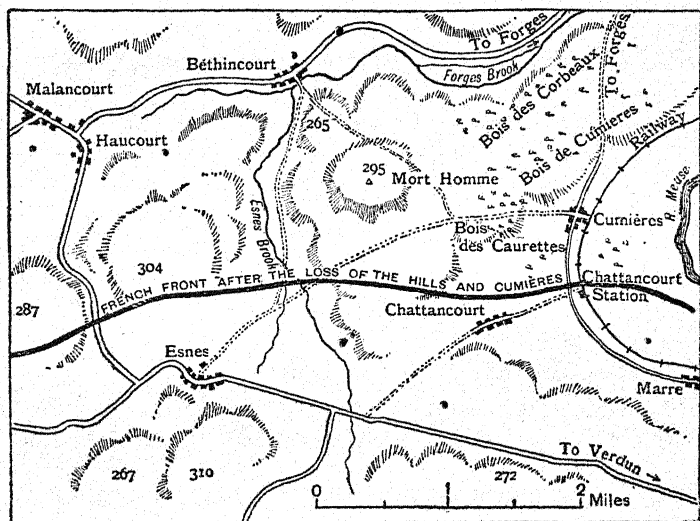 To Forges
Béthincourt
Forges Brook
To Forges
Malancourt
Bois des Corbeaux
Haucourt
265
Bois de Cumières
Railway
295
Mort Homme
R. Meuse
Esnes Brook
Bois
des Caurettes
Cumières
304
FRENCH FRONT AFTER THE LOSS OF THE HILLS AND CUMIÈRES
Chattancourt
Station
287
Chattancourt
Esnes
Marre
267
310
To Verdun
272
0 1 2
Miles